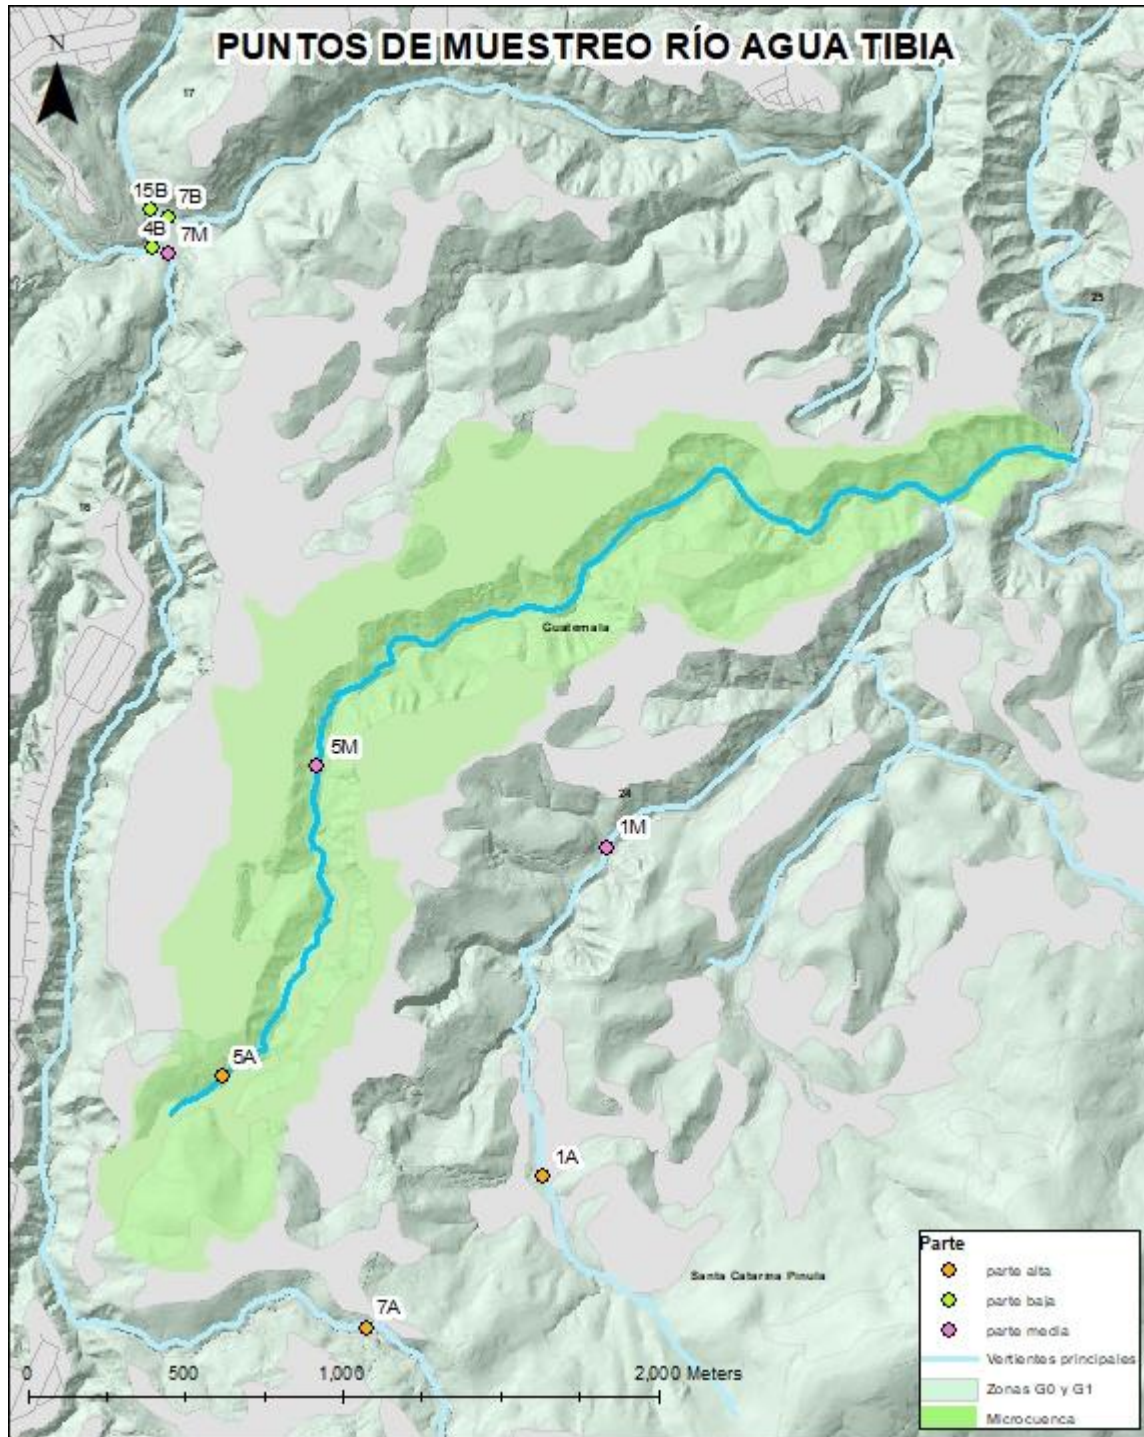 PUNTOS DE MUESTREO RÍO AGUA TIBIA
N
17
15B
7B
4B
7M
25
16
Guatemala
5M
24
1M
5A
1A
Santa Catarina Pinula
7A
0 500 1,000 2,000 Meters
Parte
parte alta
parte baja
parte media
Vertientes principales
Zonas G0 y G1
Microcuenca